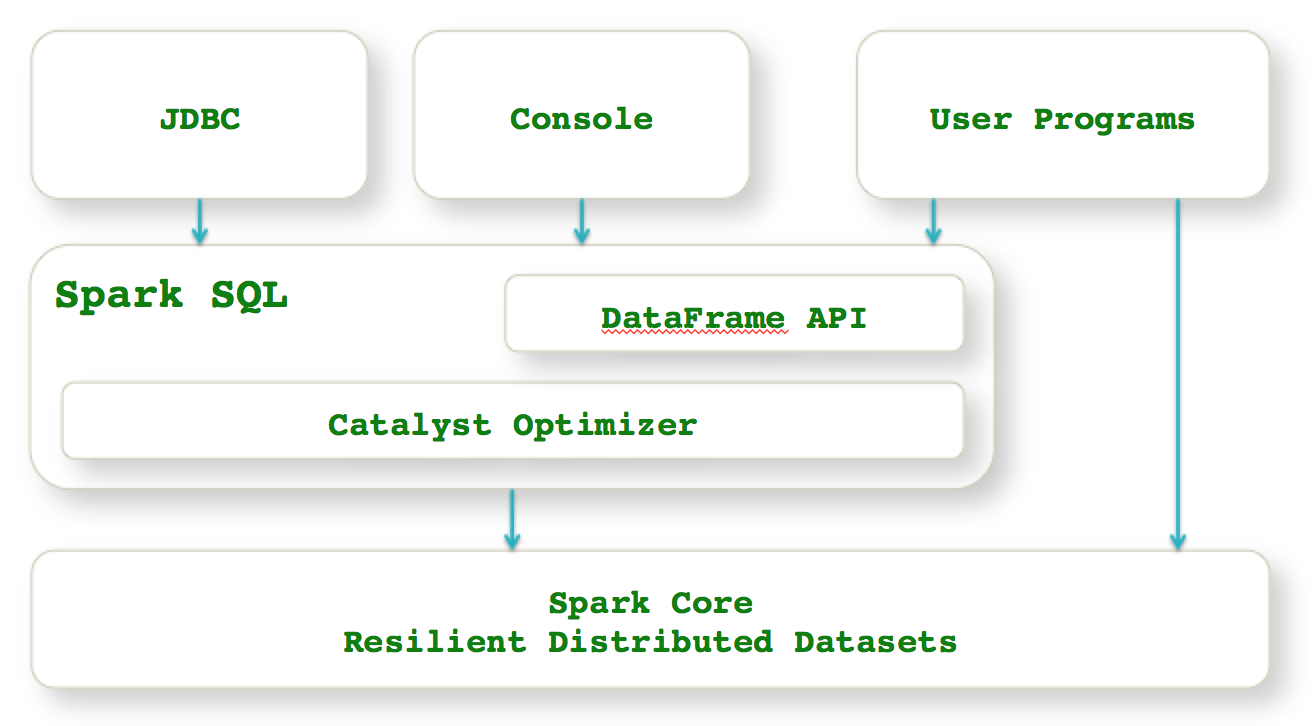 JDBC
Console
User Programs
Spark SQL
DataFrame API
Catalyst Optimizer
Spark Core
Resilient Distributed Datasets